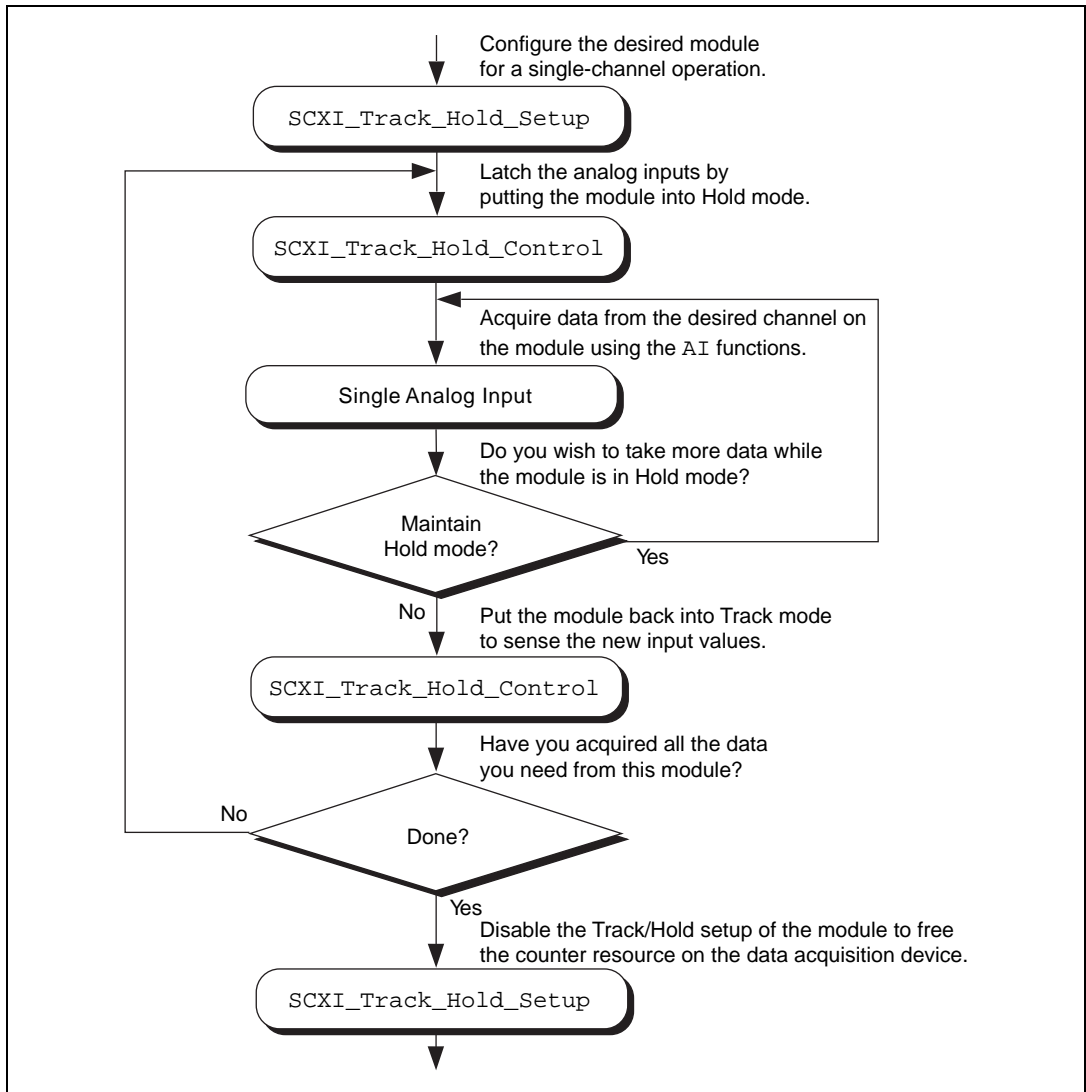 Configure the desired module
for a single-channel operation.
SCXI_Track_Hold_Setup
Latch the analog inputs by
putting the module into Hold mode.
SCXI_Track_Hold_Control
Acquire data from the desired channel on
the module using the AI functions.
Single Analog Input
Do you wish to take more data while
the module is in Hold mode?
Maintain
Hold mode?
Yes
No
Put the module back into Track mode
to sense the new input values.
SCXI_Track_Hold_Control
Have you acquired all the data
you need from this module?
No
Done?
Yes
Disable the Track/Hold setup of the module to free
the counter resource on the data acquisition device.
SCXI_Track_Hold_Setup